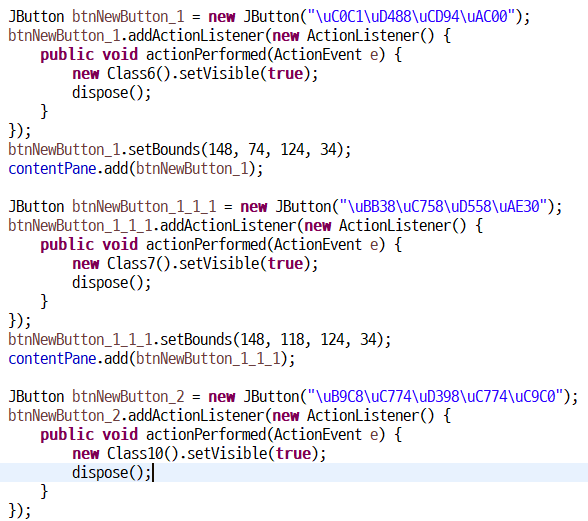 JButton btnNewButton_1 = new JButton("\uC0C1\uD488\uCD94\uAC00");
btnNewButton_1.addActionListener(new ActionListener() {
public void actionPerformed(ActionEvent e) {
new Class6().setVisible(true);
dispose();
}
});
btnNewButton_1.setBounds(148, 74, 124, 34);
contentPane.add(btnNewButton_1);
JButton btnNewButton_1_1_1 = new JButton("\uBB38\uC758\uD558\uAE30");
btnNewButton_1_1_1.addActionListener(new ActionListener() {
public void actionPerformed(ActionEvent e) {
new Class7().setVisible(true);
dispose();
}
});
btnNewButton_1_1_1.setBounds(148, 118, 124, 34);
contentPane.add(btnNewButton_1_1_1);
JButton btnNewButton_2 = new JButton("\uB9C8\uC774\uD398\uC774\uC9C0");
btnNewButton_2.addActionListener(new ActionListener() {
public void actionPerformed(ActionEvent e) {
new Class10().setVisible(true);
dispose();
}
});